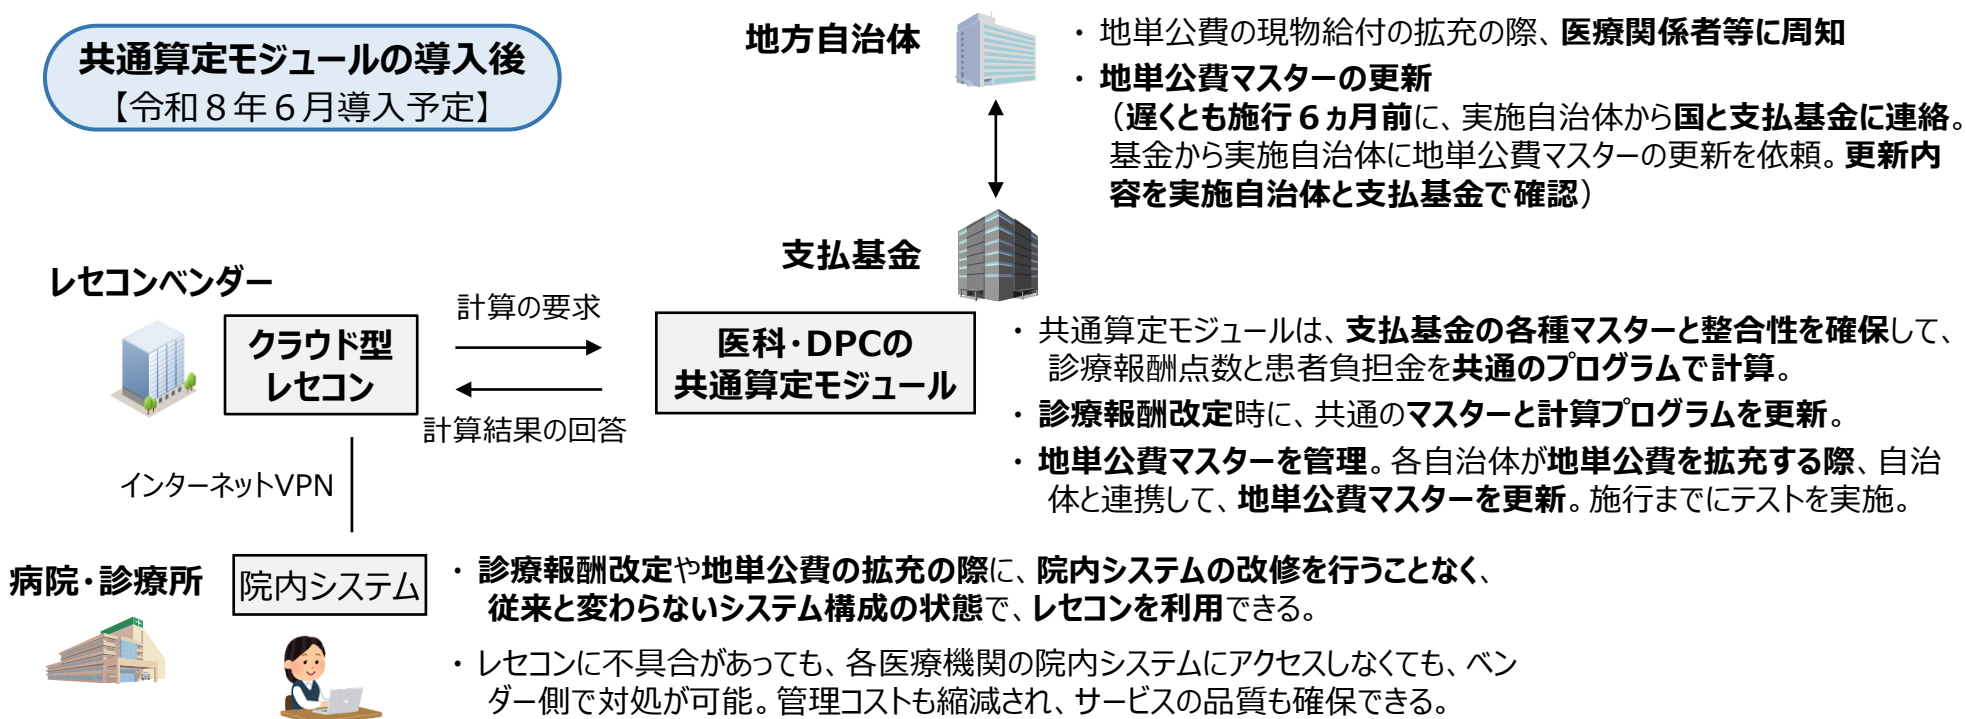 共通算定モジュールの導入後
【令和８年６月導入予定】
地方自治体
・ 地単公費の現物給付の拡充の際、医療関係者等に周知
・ 地単公費マスターの更新
（遅くとも施行６ヵ月前に、実施自治体から国と支払基金に連絡。
基金から実施自治体に地単公費マスターの更新を依頼。更新内
容を実施自治体と支払基金で確認）
支払基金
レセコンベンダー
クラウド型
レセコン
計算の要求
計算結果の回答
医科・DPCの
共通算定モジュール
・ 共通算定モジュールは、支払基金の各種マスターと整合性を確保して、
診療報酬点数と患者負担金を共通のプログラムで計算。
・ 診療報酬改定時に、共通のマスターと計算プログラムを更新。
・ 地単公費マスターを管理。各自治体が地単公費を拡充する際、自治
体と連携して、地単公費マスターを更新。施行までにテストを実施。
インターネットVPN
病院・診療所
院内システム
・ 診療報酬改定や地単公費の拡充の際に、院内システムの改修を行うことなく、
従来と変わらないシステム構成の状態で、レセコンを利用できる。
・ レセコンに不具合があっても、各医療機関の院内システムにアクセスしなくても、ベン
ダー側で対処が可能。管理コストも縮減され、サービスの品質も確保できる。